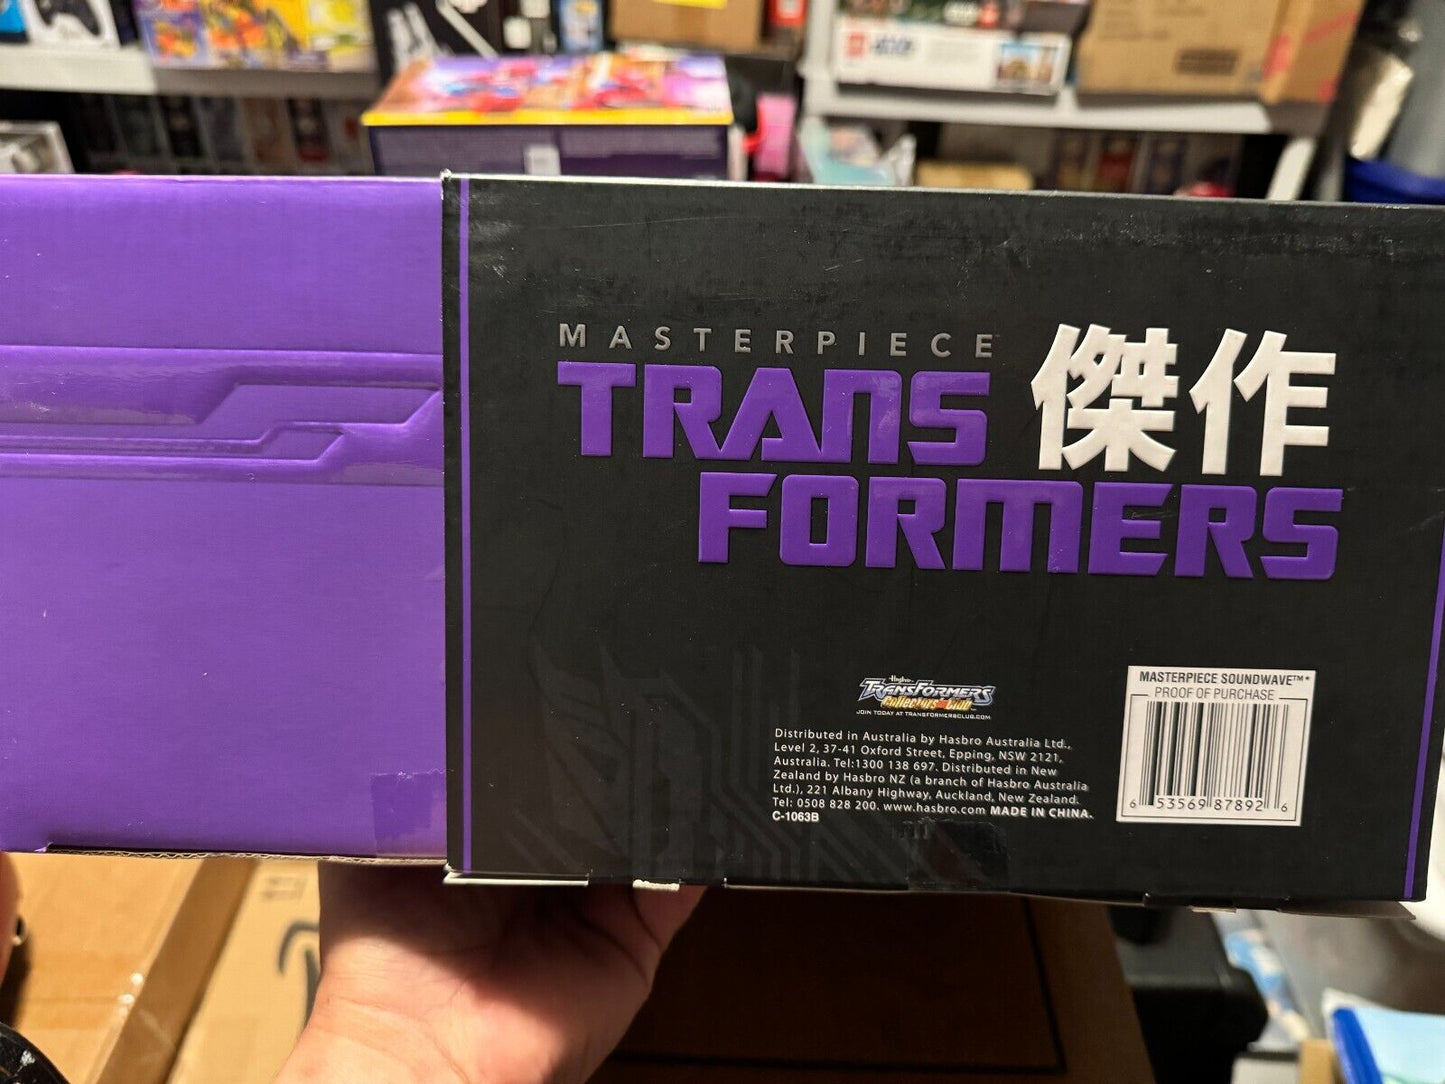 MASTERPIECE
TRANS
FORMERS
傑作
Hasbro
TRANSFORMERS
Collectors' Club
JOIN TODAY AT TRANSFORMERSCLUB.COM
Distributed in Australia by Hasbro Australia Ltd.,
Level 2, 37-41 Oxford Street, Epping, NSW 2121,
Australia. Tel:1300 138 697. Distributed in New
Zealand by Hasbro NZ (a branch of Hasbro Australia
Ltd.), 221 Albany Highway, Auckland, New Zealand.
Tel: 0508 828 200. www.hasbro.com MADE IN CHINA.
C-1063B
MASTERPIECE SOUNDWAVE™*
PROOF OF PURCHASE
6 53569 87892 6